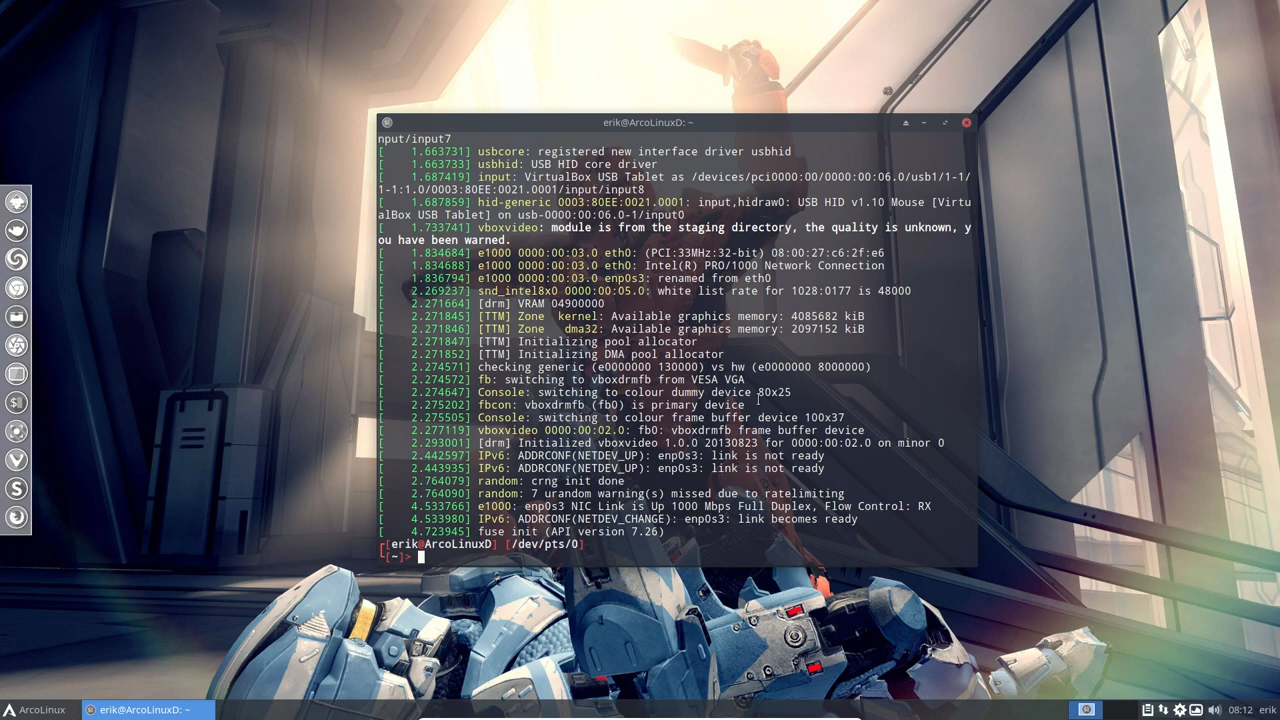 erik@ArcoLinuxD: ~
nput/input7
[    1.663731] usbcore: registered new interface driver usbhid
[    1.663733] usbhid: USB HID core driver
[    1.687419] input: VirtualBox USB Tablet as /devices/pci0000:00/0000:00:06.0/usb1/1-1/
1-1:1.0/0003:80EE:0021.0001/input/input8
[    1.687859] hid-generic 0003:80EE:0021.0001: input,hidraw0: USB HID v1.10 Mouse [Virtu
alBox USB Tablet] on usb-0000:00:06.0-1/input0
[    1.733741] vboxvideo: module is from the staging directory, the quality is unknown, y
ou have been warned.
[    1.834684] e1000 0000:00:03.0 eth0: (PCI:33MHz:32-bit) 08:00:27:c6:2f:e6
[    1.834688] e1000 0000:00:03.0 eth0: Intel(R) PRO/1000 Network Connection
[    1.836794] e1000 0000:00:03.0 enp0s3: renamed from eth0
[    2.269237] snd_intel8x0 0000:00:05.0: white list rate for 1028:0177 is 48000
[    2.271664] [drm] VRAM 04900000
[    2.271845] [TTM] Zone  kernel: Available graphics memory: 4085682 kiB
[    2.271846] [TTM] Zone   dma32: Available graphics memory: 2097152 kiB
[    2.271847] [TTM] Initializing pool allocator
[    2.271852] [TTM] Initializing DMA pool allocator
[    2.274571] checking generic (e0000000 130000) vs hw (e0000000 8000000)
[    2.274572] fb: switching to vboxdrmfb from VESA VGA
[    2.274647] Console: switching to colour dummy device 80x25
[    2.275202] fbcon: vboxdrmfb (fb0) is primary device
[    2.275505] Console: switching to colour frame buffer device 100x37
[    2.277119] vboxvideo 0000:00:02.0: fb0: vboxdrmfb frame buffer device
[    2.293001] [drm] Initialized vboxvideo 1.0.0 20130823 for 0000:00:02.0 on minor 0
[    2.442597] IPv6: ADDRCONF(NETDEV_UP): enp0s3: link is not ready
[    2.443935] IPv6: ADDRCONF(NETDEV_UP): enp0s3: link is not ready
[    2.764079] random: crng init done
[    2.764090] random: 7 urandom warning(s) missed due to ratelimiting
[    4.533766] e1000: enp0s3 NIC Link is Up 1000 Mbps Full Duplex, Flow Control: RX
[    4.533980] IPv6: ADDRCONF(NETDEV_CHANGE): enp0s3: link becomes ready
[    4.723945] fuse init (API version 7.26)
[erik@ArcoLinuxD] [/dev/pts/0]
[~]>
ArcoLinux
erik@ArcoLinuxD: ~
08:12
erik